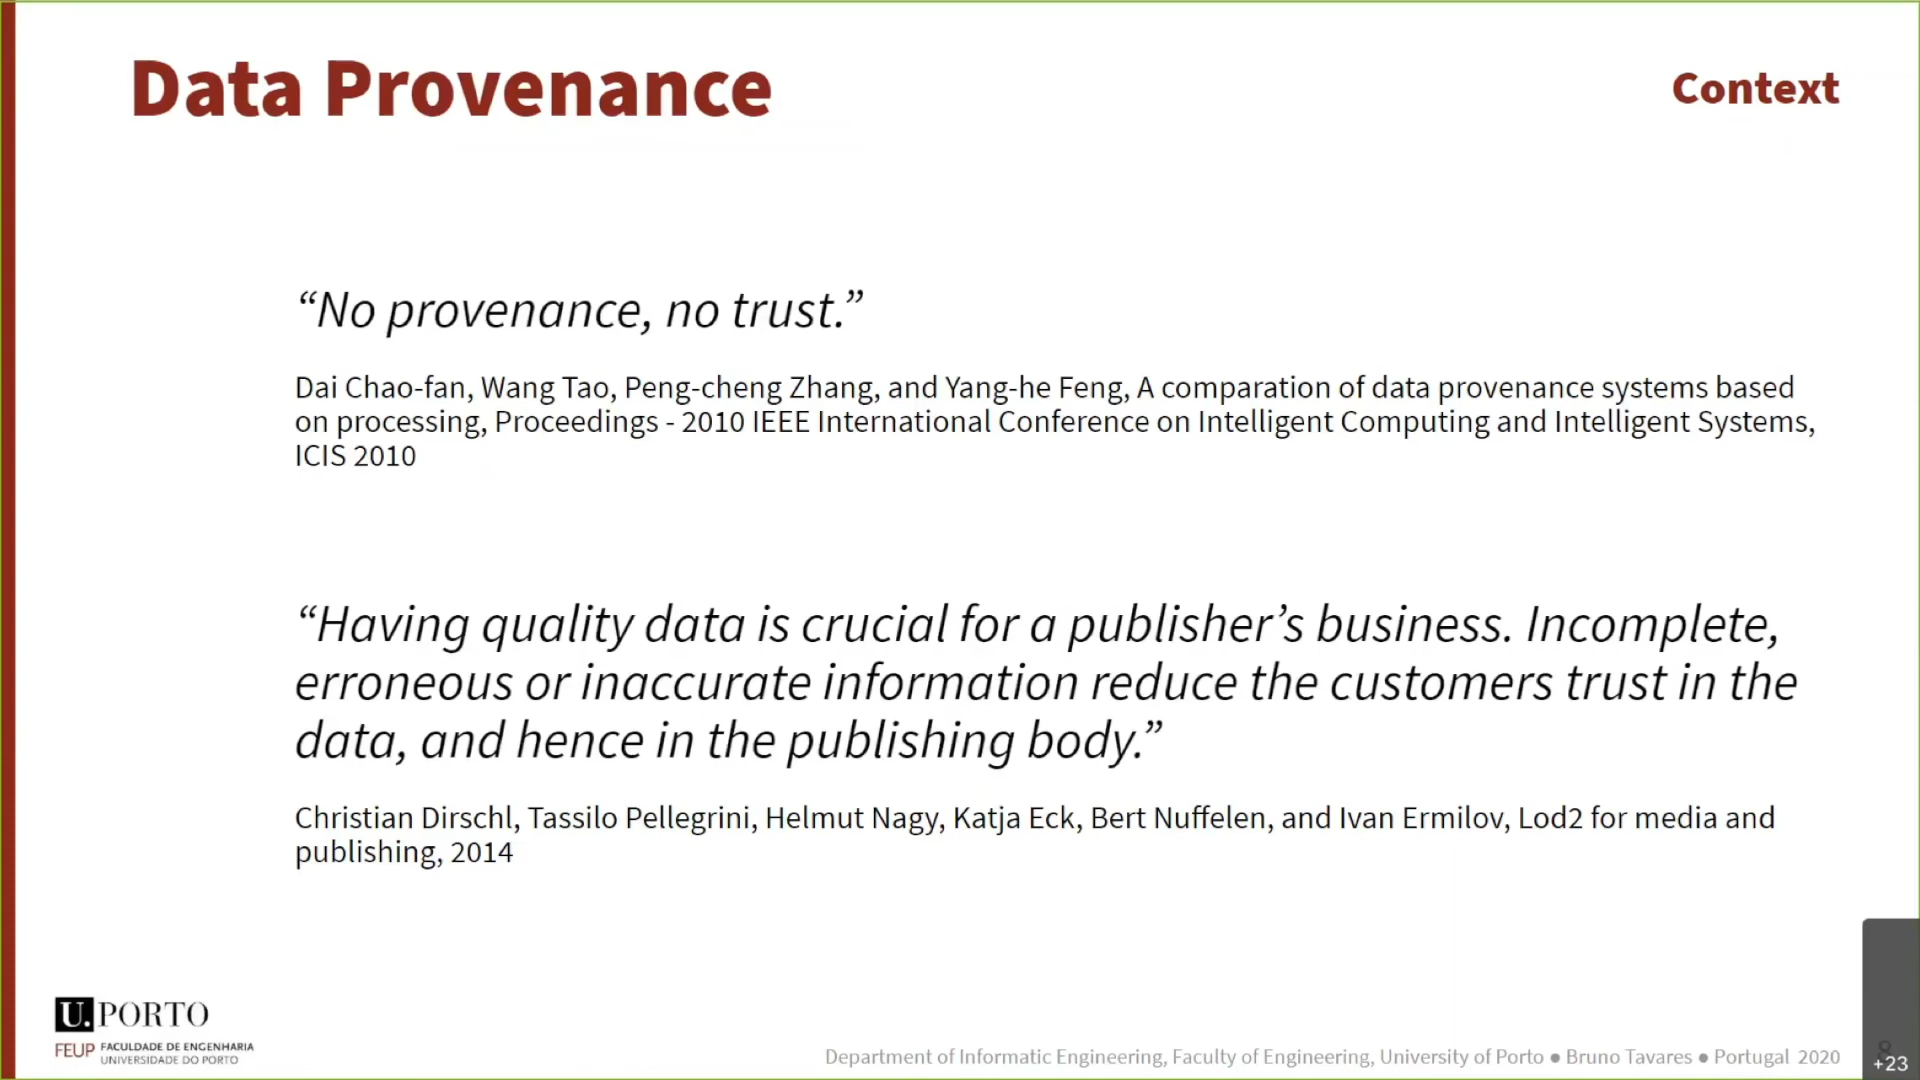 Data Provenance
Context
“No provenance, no trust.”
Dai Chao-fan, Wang Tao, Peng-cheng Zhang, and Yang-he Feng, A comparation of data provenance systems based
on processing, Proceedings - 2010 IEEE International Conference on Intelligent Computing and Intelligent Systems,
ICIS 2010
“Having quality data is crucial for a publisher’s business. Incomplete,
erroneous or inaccurate information reduce the customers trust in the
data, and hence in the publishing body.”
Christian Dirschl, Tassilo Pellegrini, Helmut Nagy, Katja Eck, Bert Nuffelen, and Ivan Ermilov, Lod2 for media and
publishing, 2014
U.PORTO
FEUP FACULDADE DE ENGENHARIA
UNIVERSIDADE DO PORTO
Department of Informatic Engineering, Faculty of Engineering, University of Porto ● Bruno Tavares ● Portugal 2020
8
+23